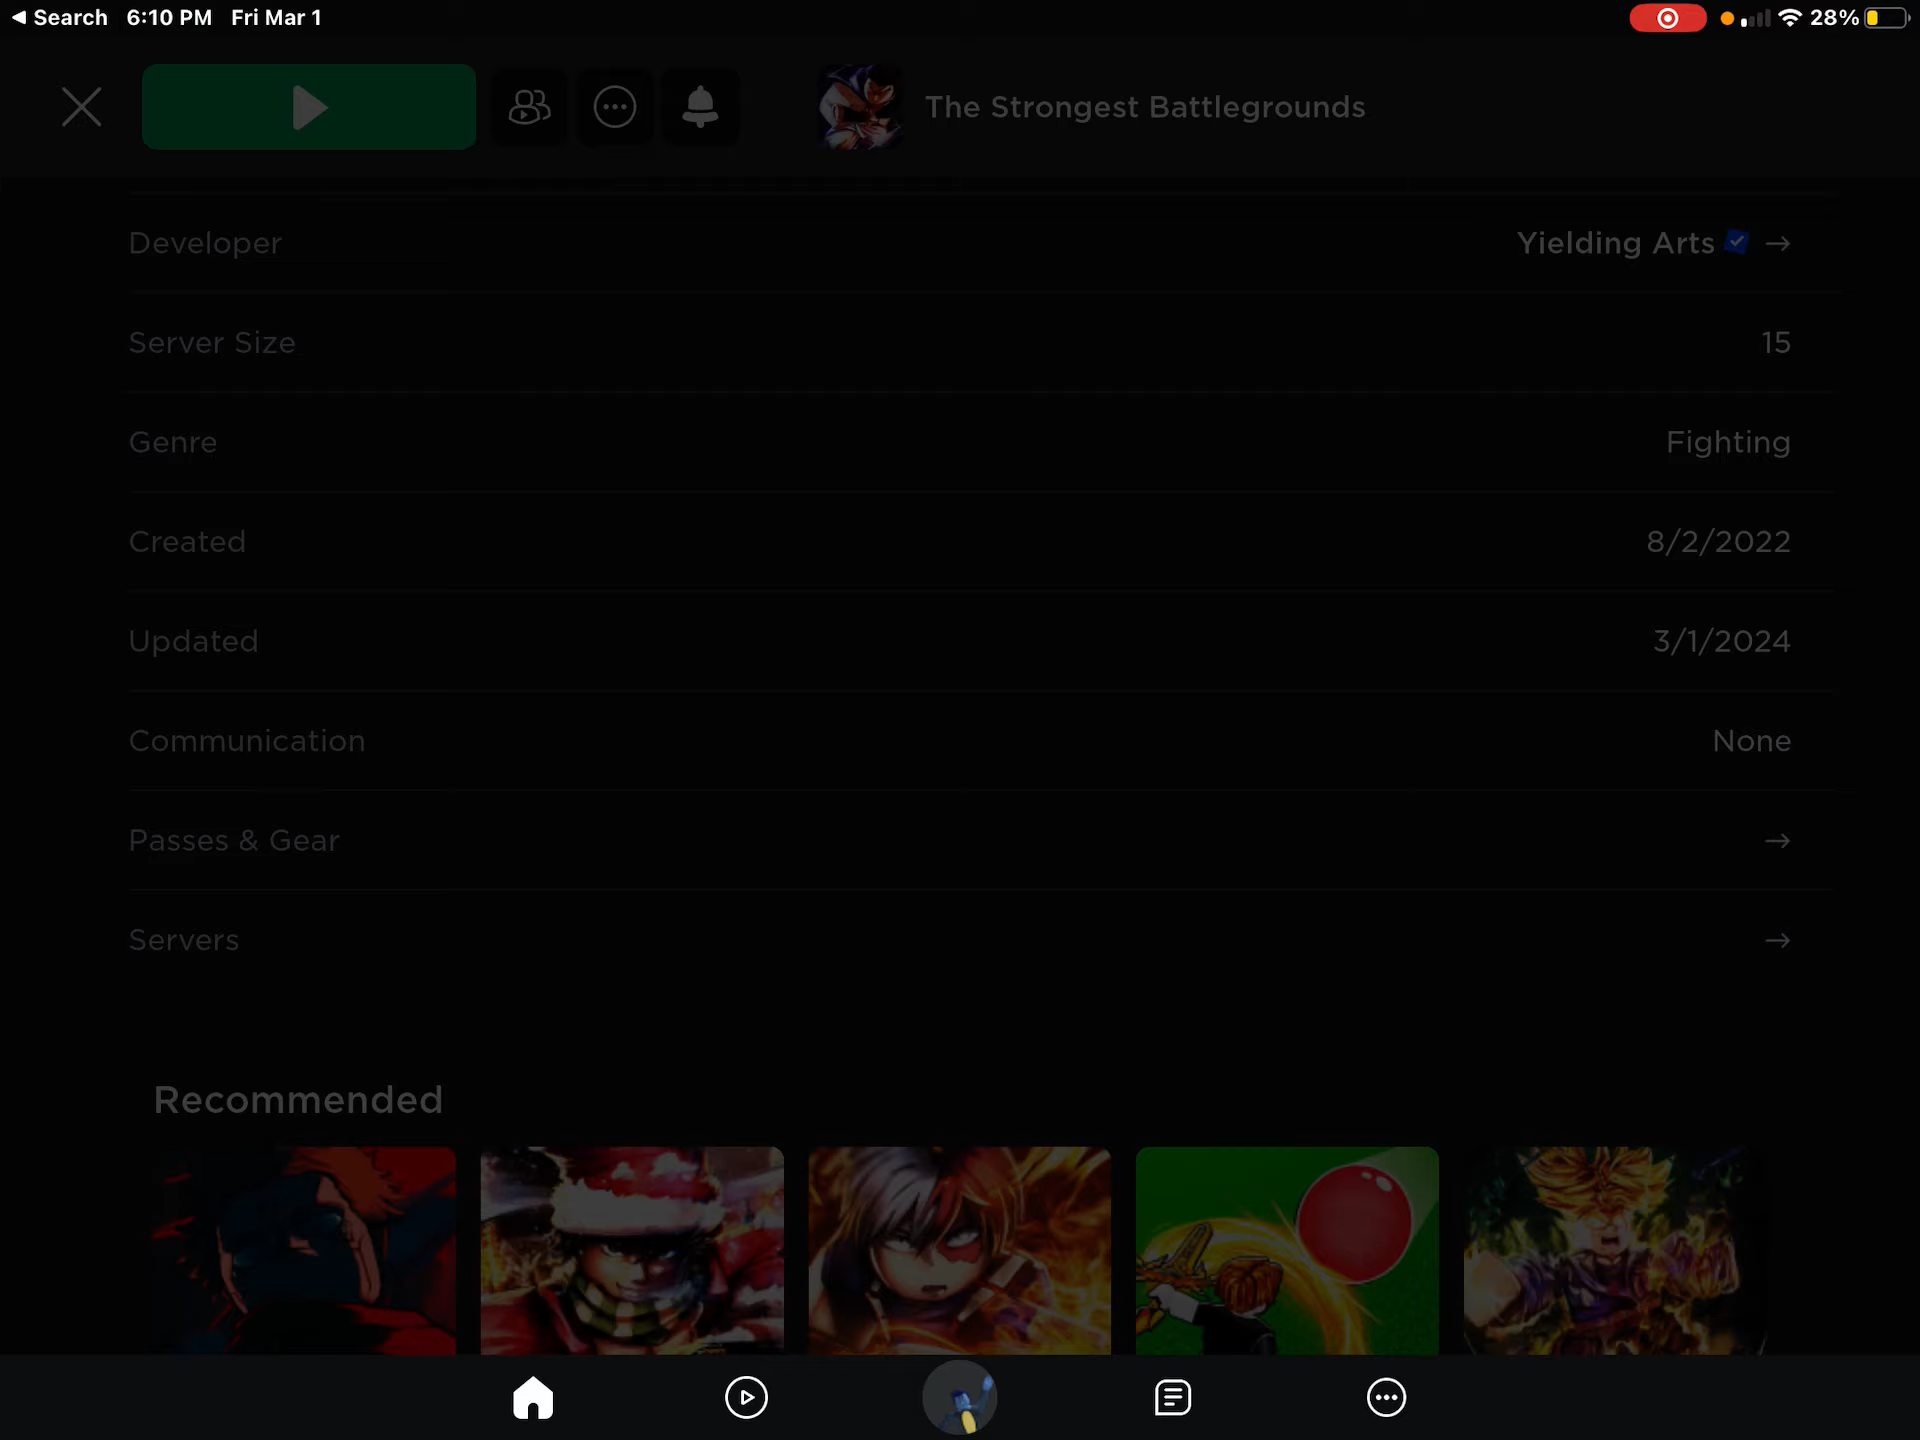 Search 6:10 PM Fri Mar 1 28%
The Strongest Battlegrounds
Developer Yielding Arts
Server Size 15
Genre Fighting
Created 8/2/2022
Updated 3/1/2024
Communication None
Passes & Gear
Servers
Recommended